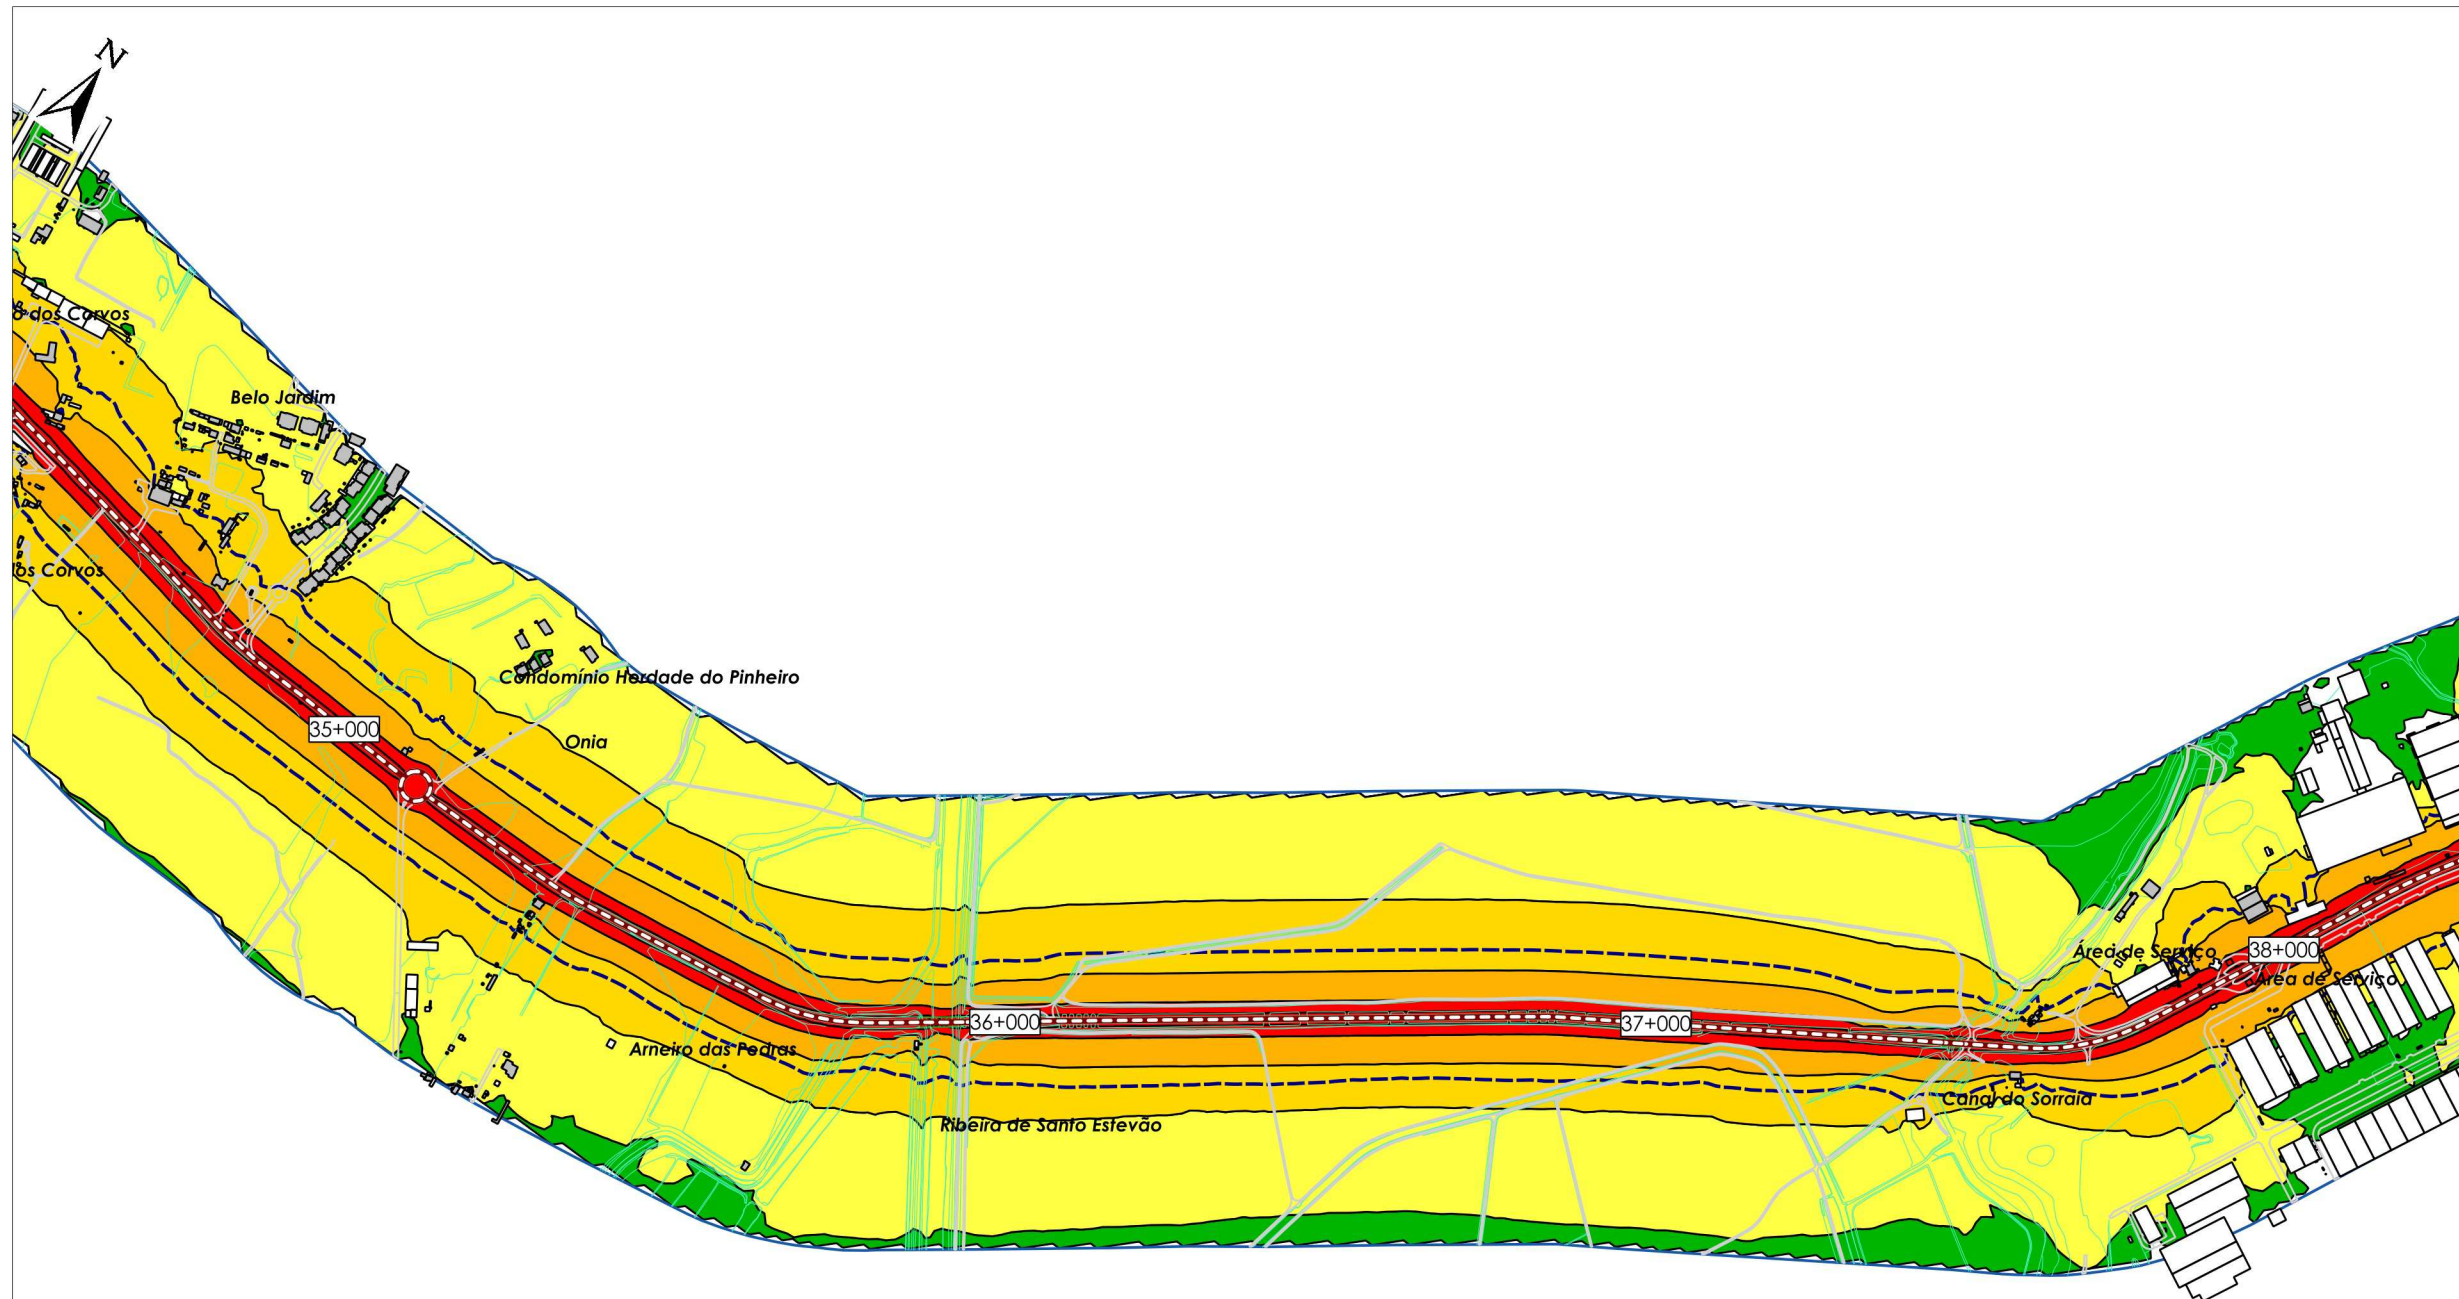 N
dos Corvos
Belo Jardim
los Corvos
Condomínio Herdade do Pinheiro
35+000
Onia
Área de Serviço
38+000
Área de Serviço
36+000
37+000
Arneiro das Pedras
Canal do Sorraia
Ribeira de Santo Estevão